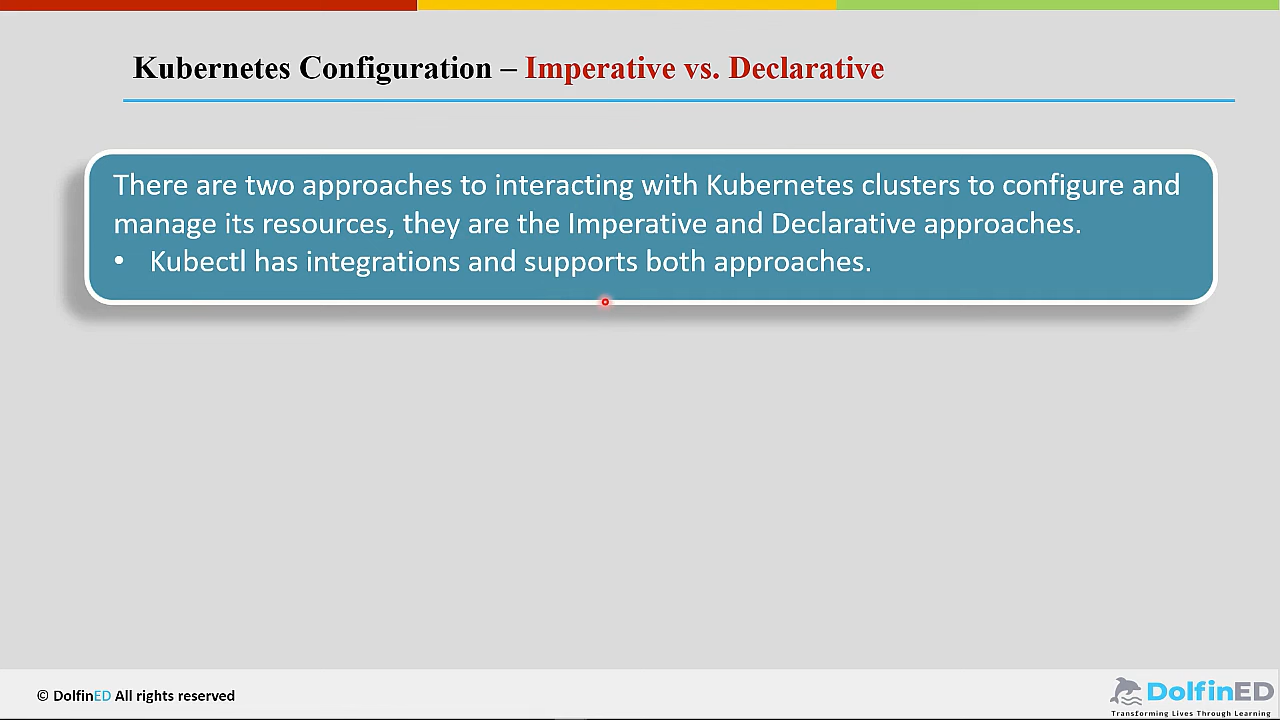 Kubernetes Configuration – Imperative vs. Declarative
There are two approaches to interacting with Kubernetes clusters to configure and
manage its resources, they are the Imperative and Declarative approaches.
• Kubectl has integrations and supports both approaches.
© DolfinED All rights reserved
DolfinED
Transforming Lives Through Learning